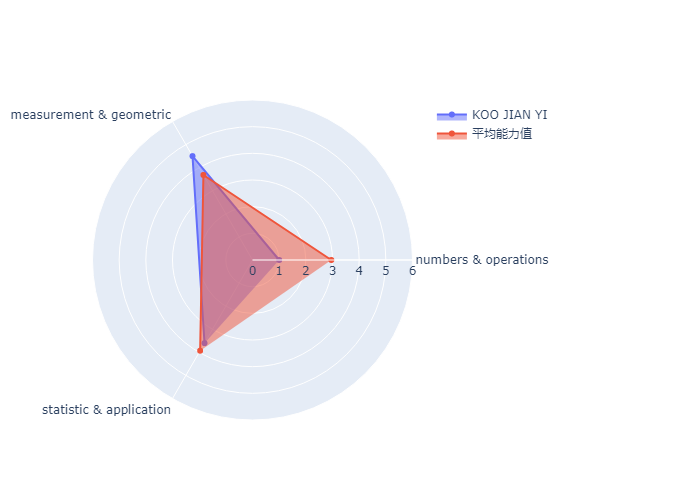 measurement & geometric
KOO JIAN YI
平均能力值
numbers & operations
0 1 2 3 4 5 6
statistic & application